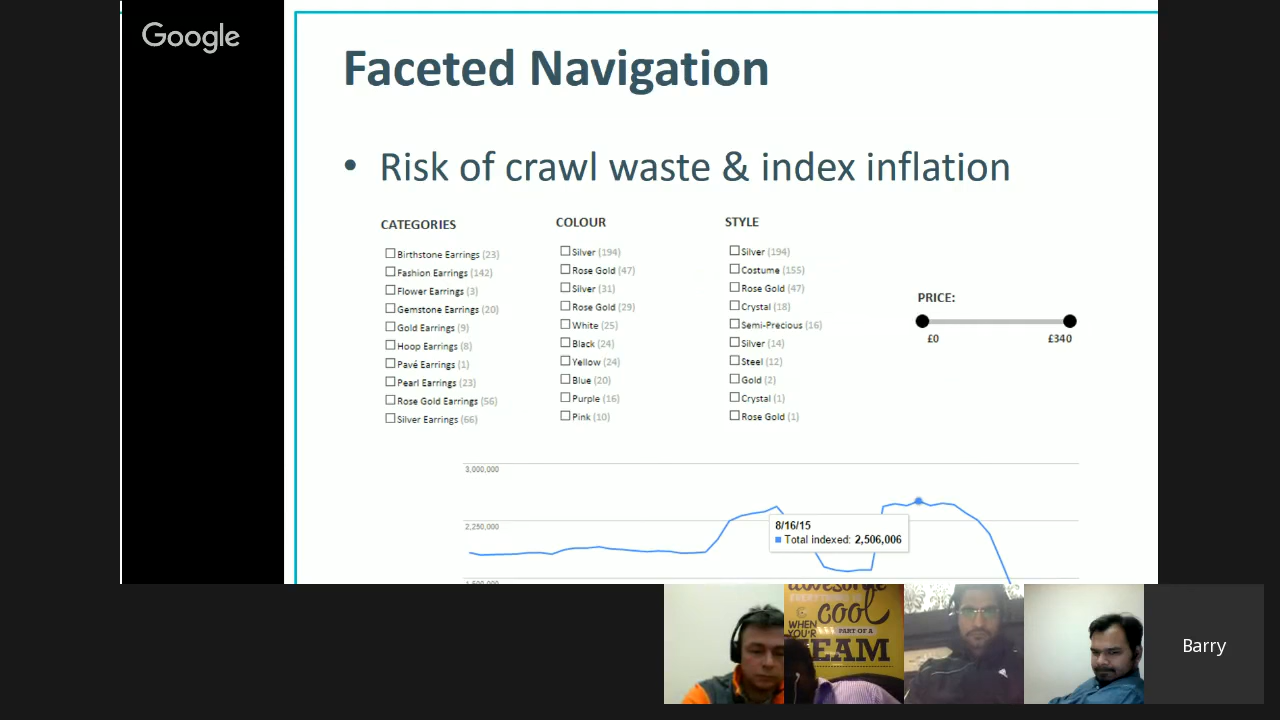 Google
Faceted Navigation
• Risk of crawl waste & index inflation
CATEGORIES
Birthstone Earrings (23)
Fashion Earrings (142)
Flower Earrings (3)
Gemstone Earrings (20)
Gold Earrings (9)
Hoop Earrings (8)
Pavé Earrings (1)
Pearl Earrings (23)
Rose Gold Earrings (56)
Silver Earrings (66)
COLOUR
Silver (194)
Rose Gold (47)
Silver (31)
Rose Gold (29)
White (25)
Black (24)
Yellow (24)
Blue (20)
Purple (16)
Pink (10)
STYLE
Silver (194)
Costume (155)
Rose Gold (47)
Crystal (18)
Semi-Precious (16)
Silver (14)
Steel (12)
Gold (2)
Crystal (1)
Rose Gold (1)
PRICE:
£0 £340
3,000,000
2,250,000
8/16/15
Total indexed: 2,506,006
awesome
cool
WHEN
YOU'R
PART OF A
TEAM
Barry